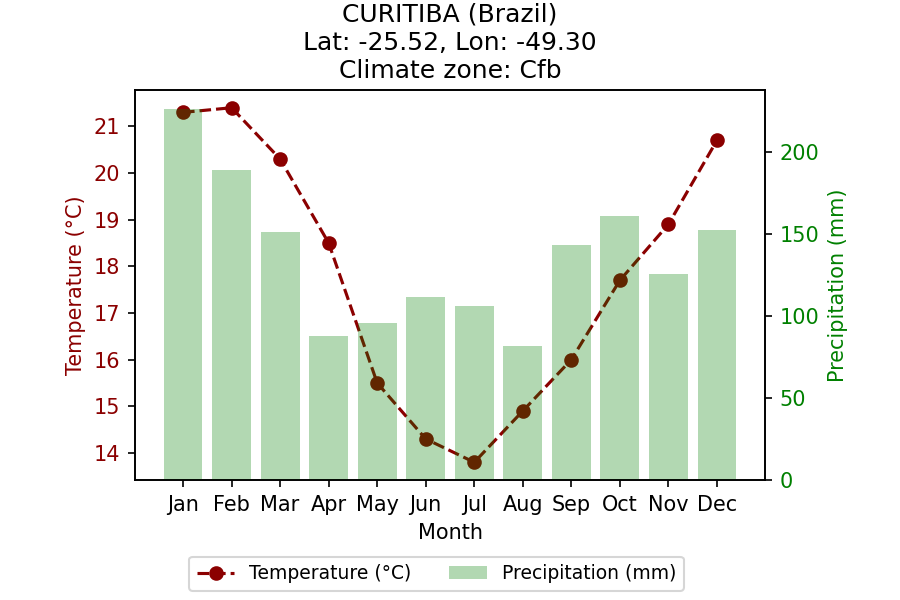 CURITIBA (Brazil)
Lat: -25.52, Lon: -49.30
Climate zone: Cfb
Temperature (°C)
21
20
19
18
17
16
15
14
200
150
100
50
0
Precipitation (mm)
Jan Feb Mar Apr May Jun Jul Aug Sep Oct Nov Dec
Month
Temperature (°C) Precipitation (mm)